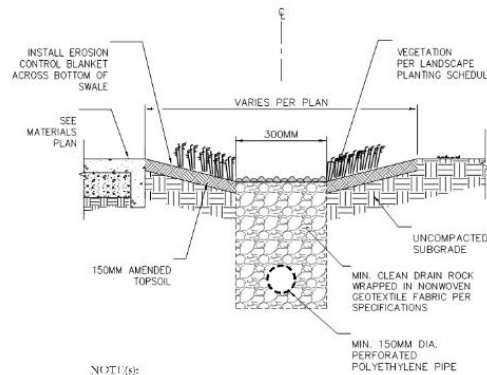 ℄
INSTALL EROSION
CONTROL BLANKET
ACROSS BOTTOM OF
SWALE
VEGETATION
PER LANDSCAPE
PLANTING SCHEDUL
VARIES PER PLAN
300MM
SEE
MATERIALS
PLAN
150MM AMENDED
TOPSOIL
UNCOMPACTED
SUBGRADE
MIN. CLEAN DRAIN ROCK
WRAPPED IN NONWOVEN
GEOTEXTILE FABRIC PER
SPECIFICATIONS
MIN. 150MM DIA.
PERFORATED
POLYETHYLENE PIPE
NOTE(s):